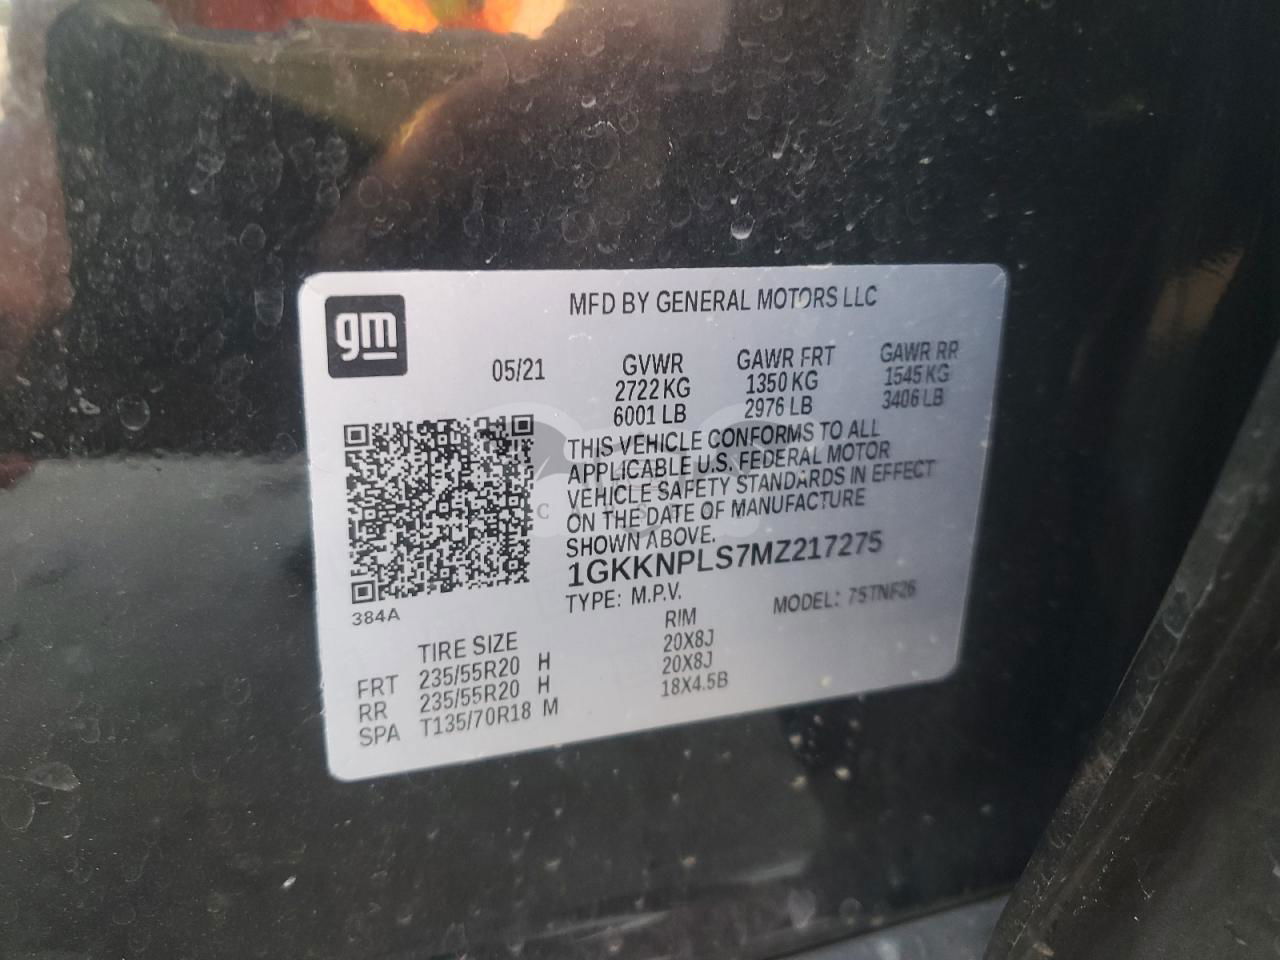 gm
MFD BY GENERAL MOTORS LLC
05/21 GVWR GAWR FRT GAWR RR
2722 KG 1350 KG 1545 KG
6001 LB 2976 LB 3406 LB
THIS VEHICLE CONFORMS TO ALL
APPLICABLE U.S. FEDERAL MOTOR
VEHICLE SAFETY STANDARDS IN EFFECT
ON THE DATE OF MANUFACTURE
SHOWN ABOVE.
1GKKNPLS7MZ217275
TYPE: M.P.V. MODEL: 75TNF26
384A
TIRE SIZE RIM
FRT 235/55R20 H 20X8J
RR 235/55R20 H 20X8J
SPA T135/70R18 M 18X4.5B